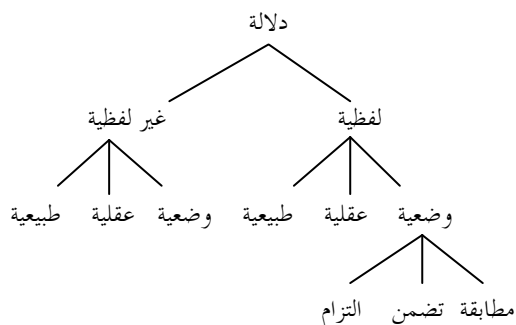 دلالة
لفظية غير لفظية
وضعية عقلية طبيعية وضعية عقلية طبيعية
مطابقة تضمن التزام